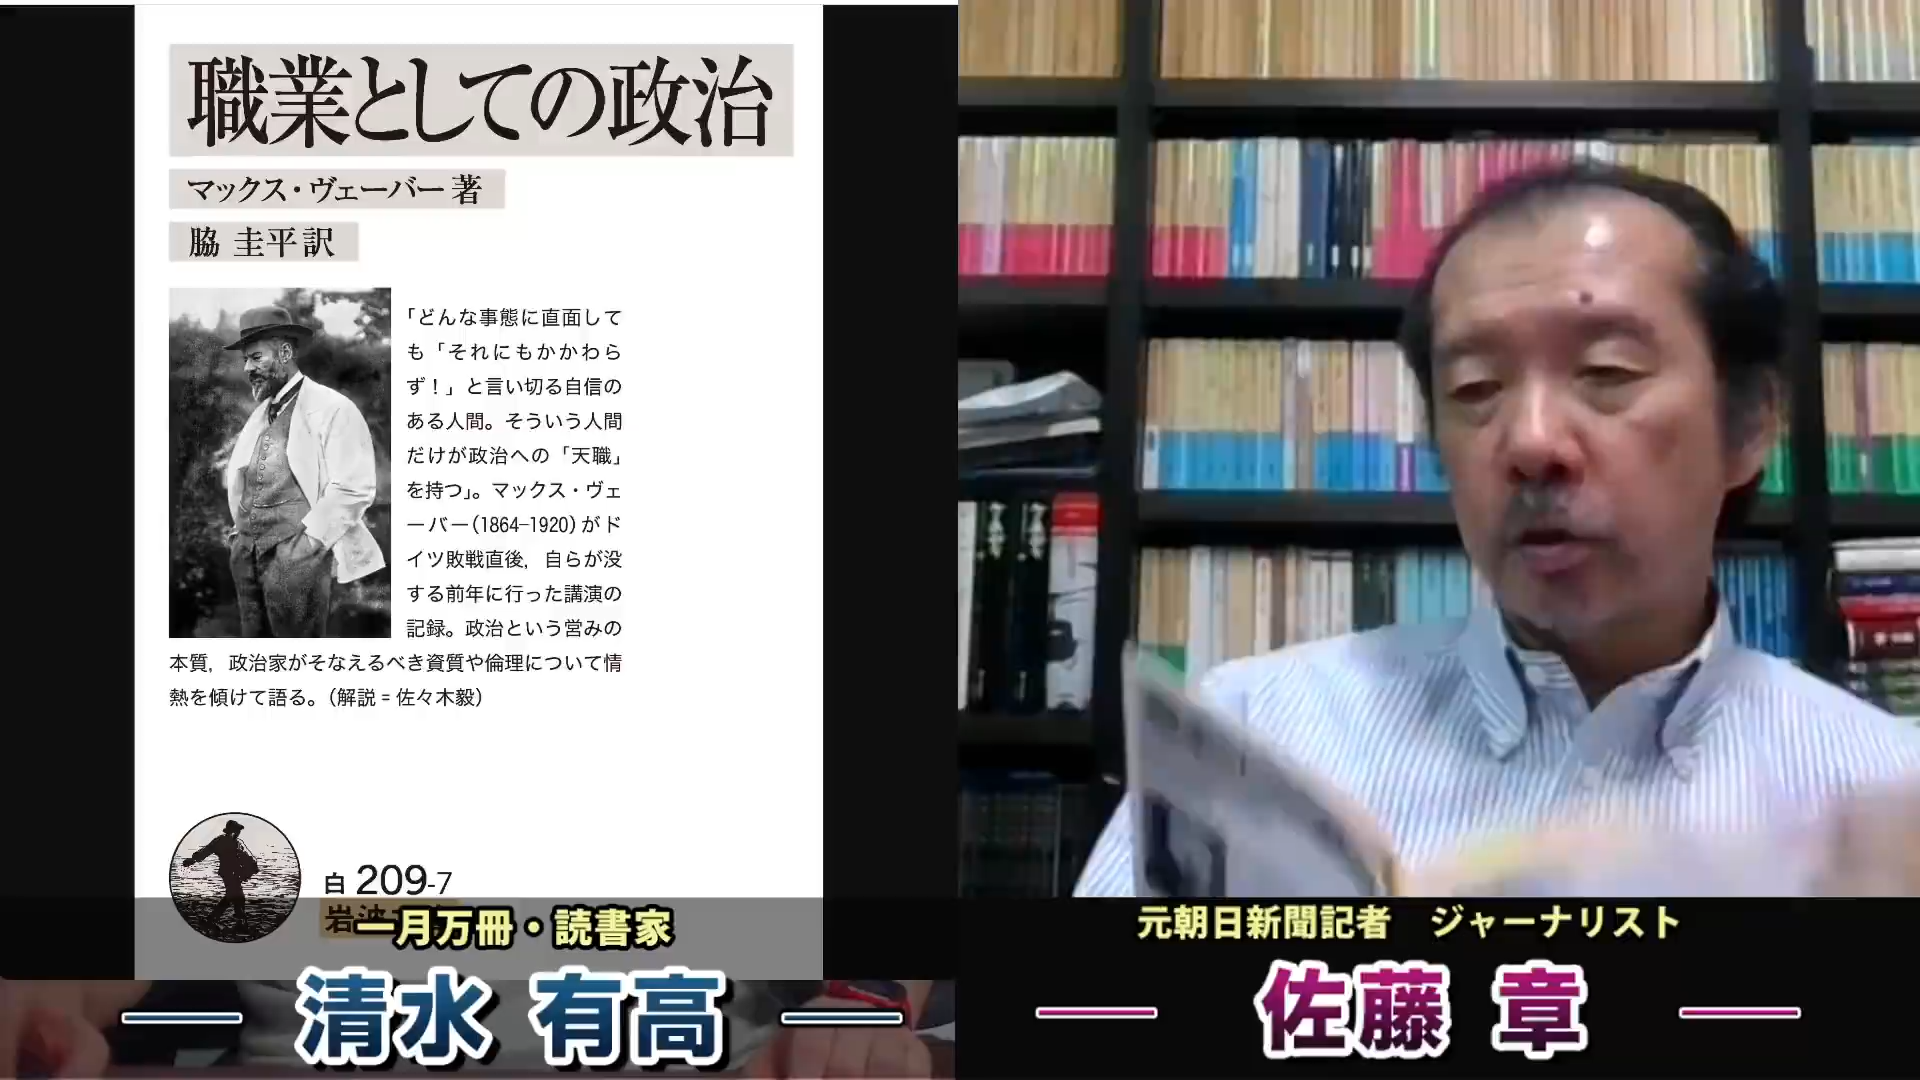 職業としての政治
マックス・ヴェーバー著
脇 圭平訳
「どんな事態に直面して
も「それにもかかわら
ず！」と言い切る自信の
ある人間。そういう人間
だけが政治への「天職」
を持つ」。マックス・ヴェ
ーバー(1864-1920)がド
イツ敗戦直後，自らが没
する前年に行った講演の
記録。政治という営みの
本質，政治家がそなえるべき資質や倫理について情
熱を傾けて語る。（解説＝佐々木毅）
白 209-7
岩波
一月万冊・読書家
清水 有高
元朝日新聞記者　ジャーナリスト
佐藤 章